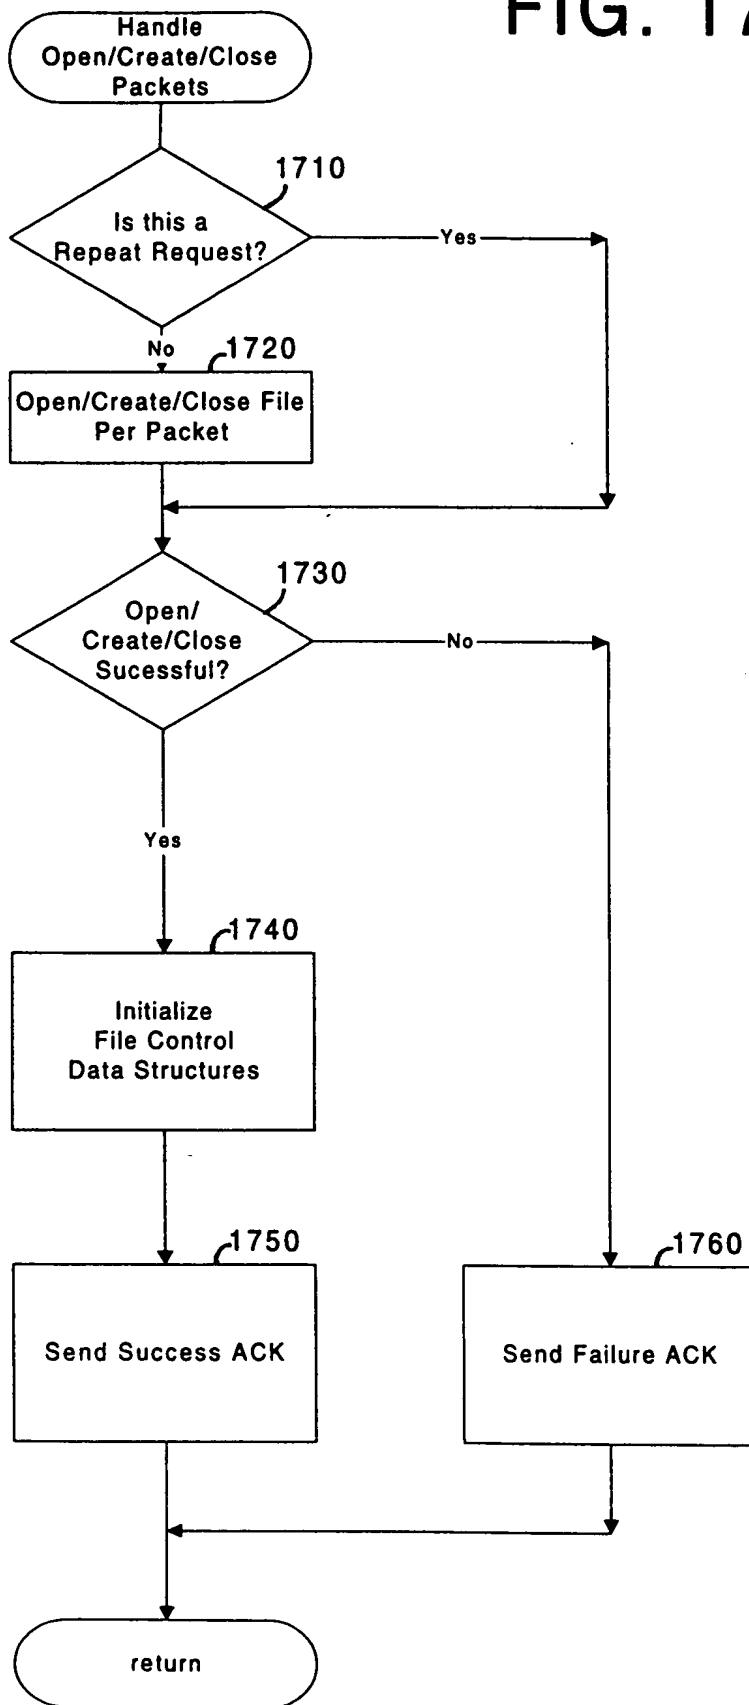 FIG. 17
Handle
Open/Create/Close
Packets
1710
Is this a
Repeat Request?
Yes
No
1720
Open/Create/Close File
Per Packet
1730
Open/
Create/Close
Sucessful?
No
Yes
1740
Initialize
File Control
Data Structures
1750
1760
Send Success ACK
Send Failure ACK
return